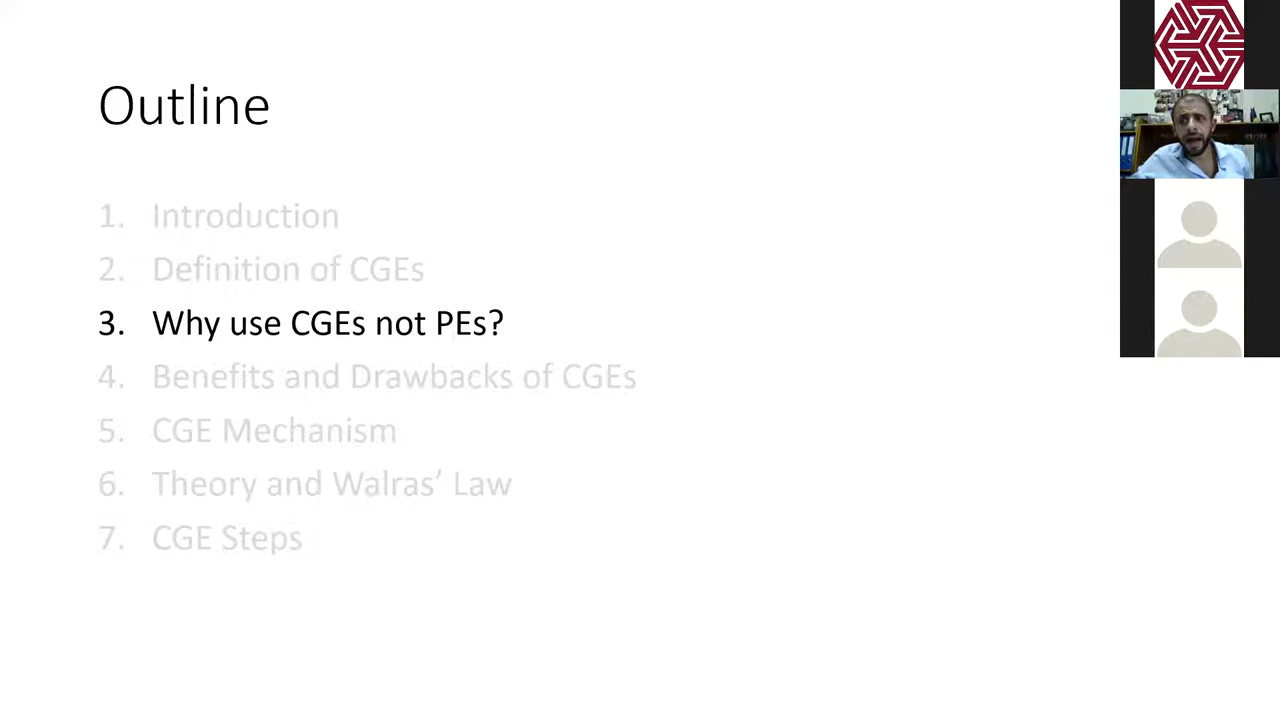 Outline
1. Introduction
2. Definition of CGEs
3. Why use CGEs not PEs?
4. Benefits and Drawbacks of CGEs
5. CGE Mechanism
6. Theory and Walras’ Law
7. CGE Steps